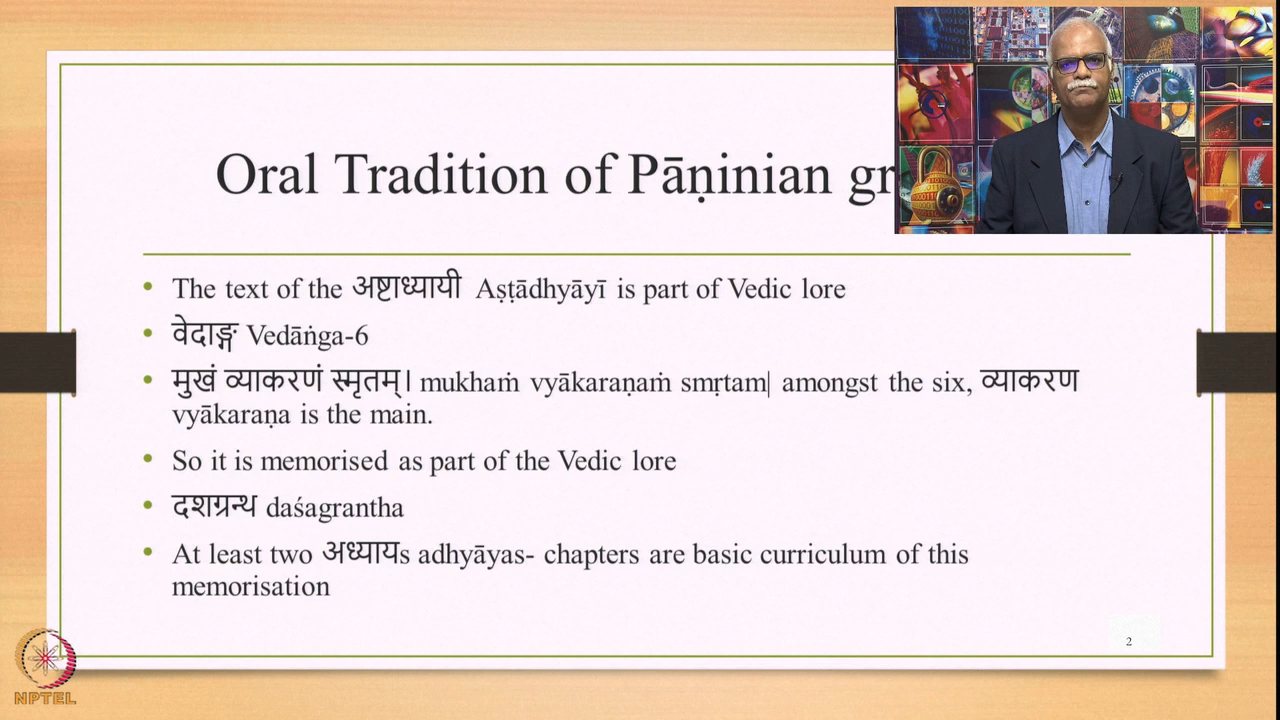 Oral Tradition of Pāṇinian gr
• The text of the अष्टाध्यायी Aṣṭādhyāyī is part of Vedic lore
• वेदाङ्ग Vedāṅga-6
• मुखं व्याकरणं स्मृतम्। mukhaṁ vyākaraṇaṁ smṛtam| amongst the six, व्याकरण
vyākaraṇa is the main.
• So it is memorised as part of the Vedic lore
• दशग्रन्थ daśagrantha
• At least two अध्यायs adhyāyas- chapters are basic curriculum of this
memorisation
2
NPTEL